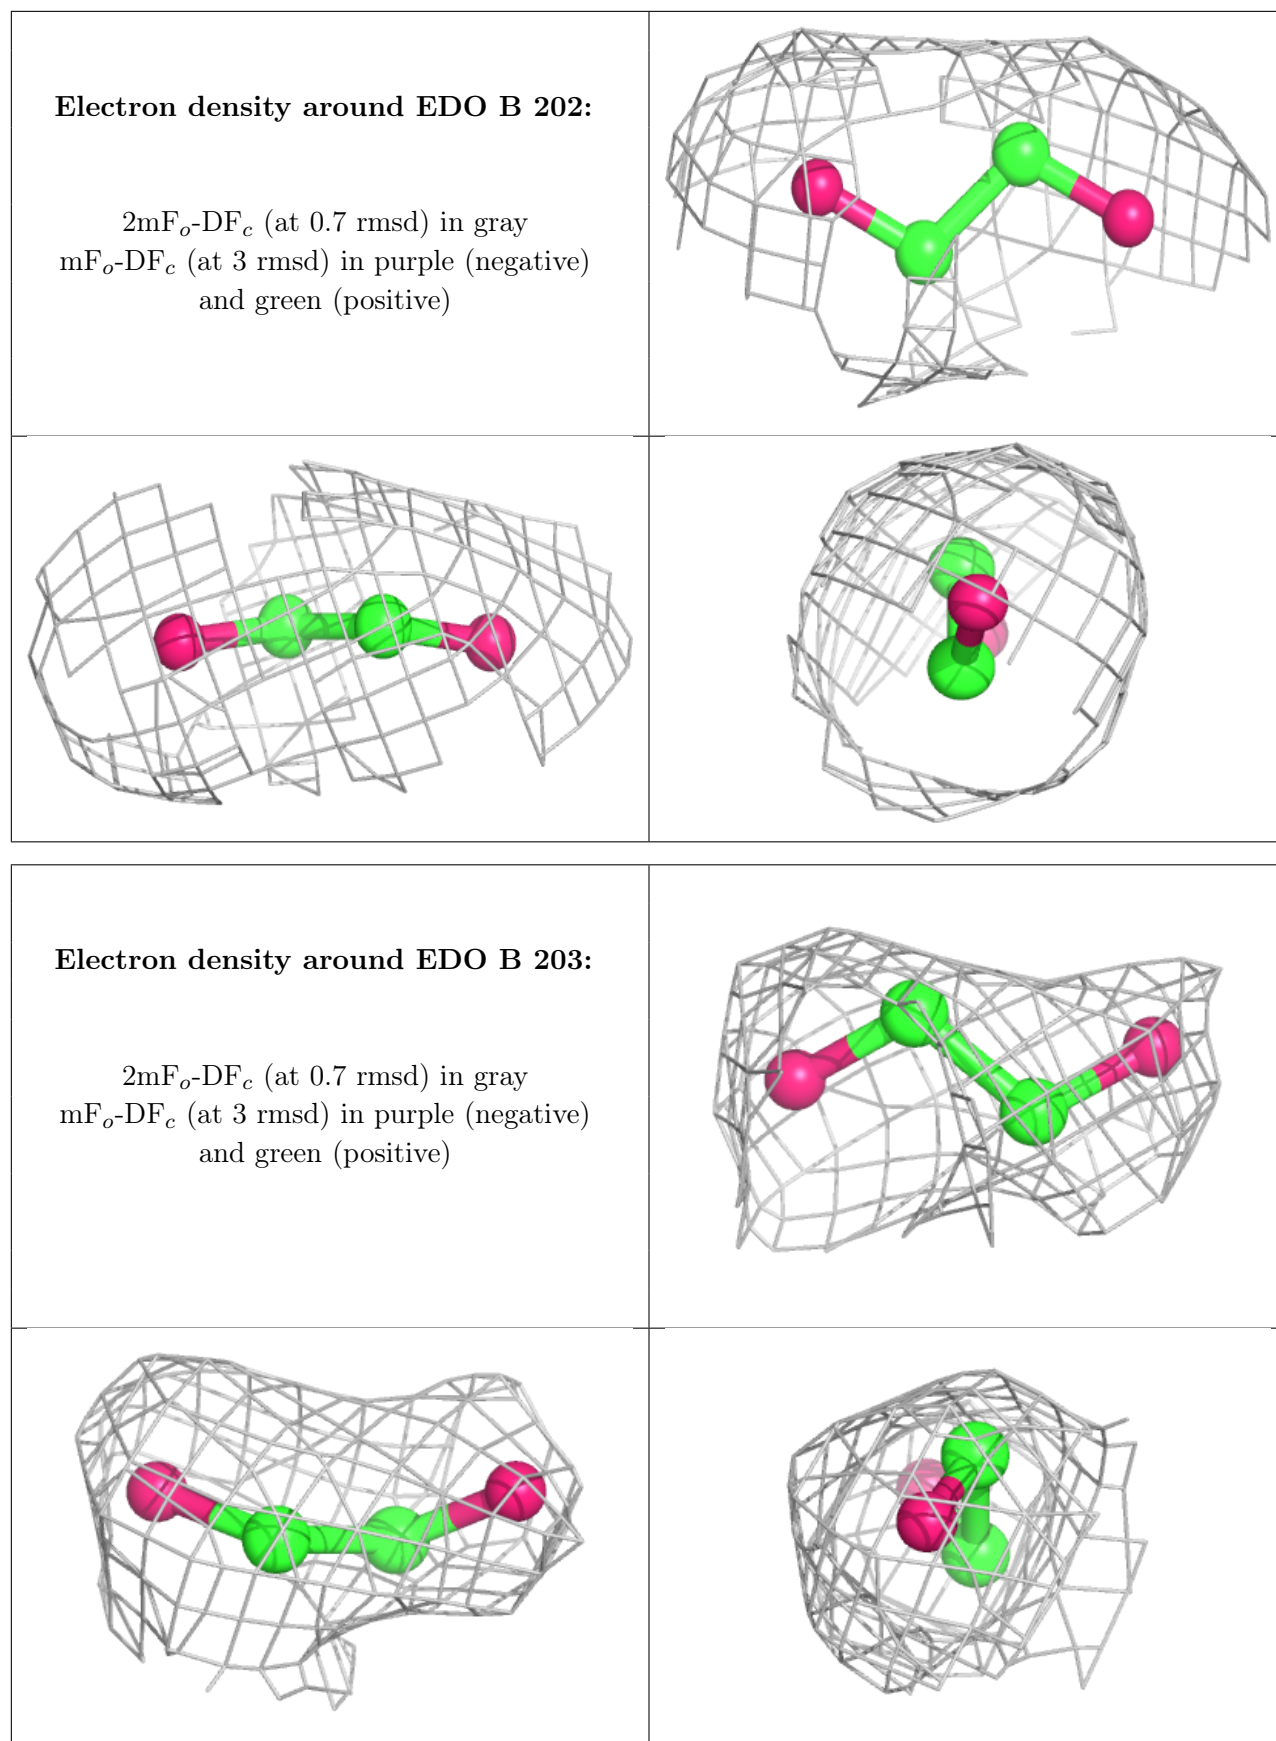 Electron density around EDO B 202:
2mFo-DFc (at 0.7 rmsd) in gray
mFo-DFc (at 3 rmsd) in purple (negative)
and green (positive)
Electron density around EDO B 203:
2mFo-DFc (at 0.7 rmsd) in gray
mFo-DFc (at 3 rmsd) in purple (negative)
and green (positive)